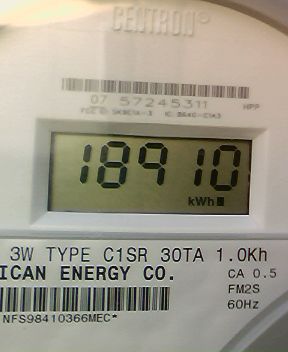 CENTRON®
07 57245311 HPP
18910
kWh
3W TYPE C1SR 30TA 1.0Kh
ICAN ENERGY CO. CA 0.5
FM2S
60Hz
NFS98410366MEC*